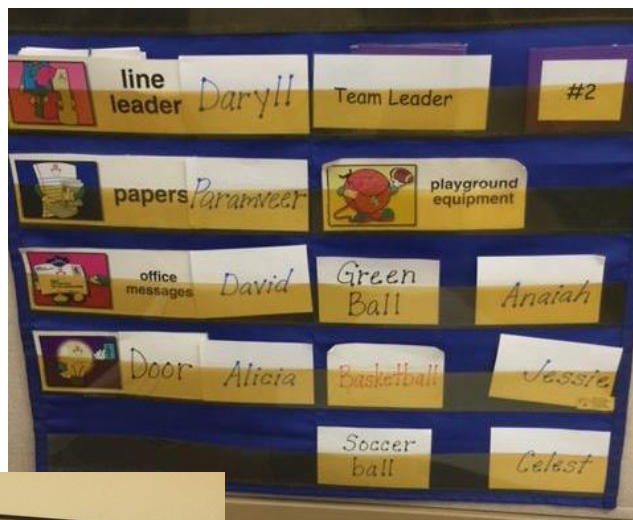 line
leader Daryll Team Leader #2
papers Paramveer playground
equipment
office
messages David Green
Ball Anaiah
Door Alicia Basketball Jessie
Soccer
ball Celest